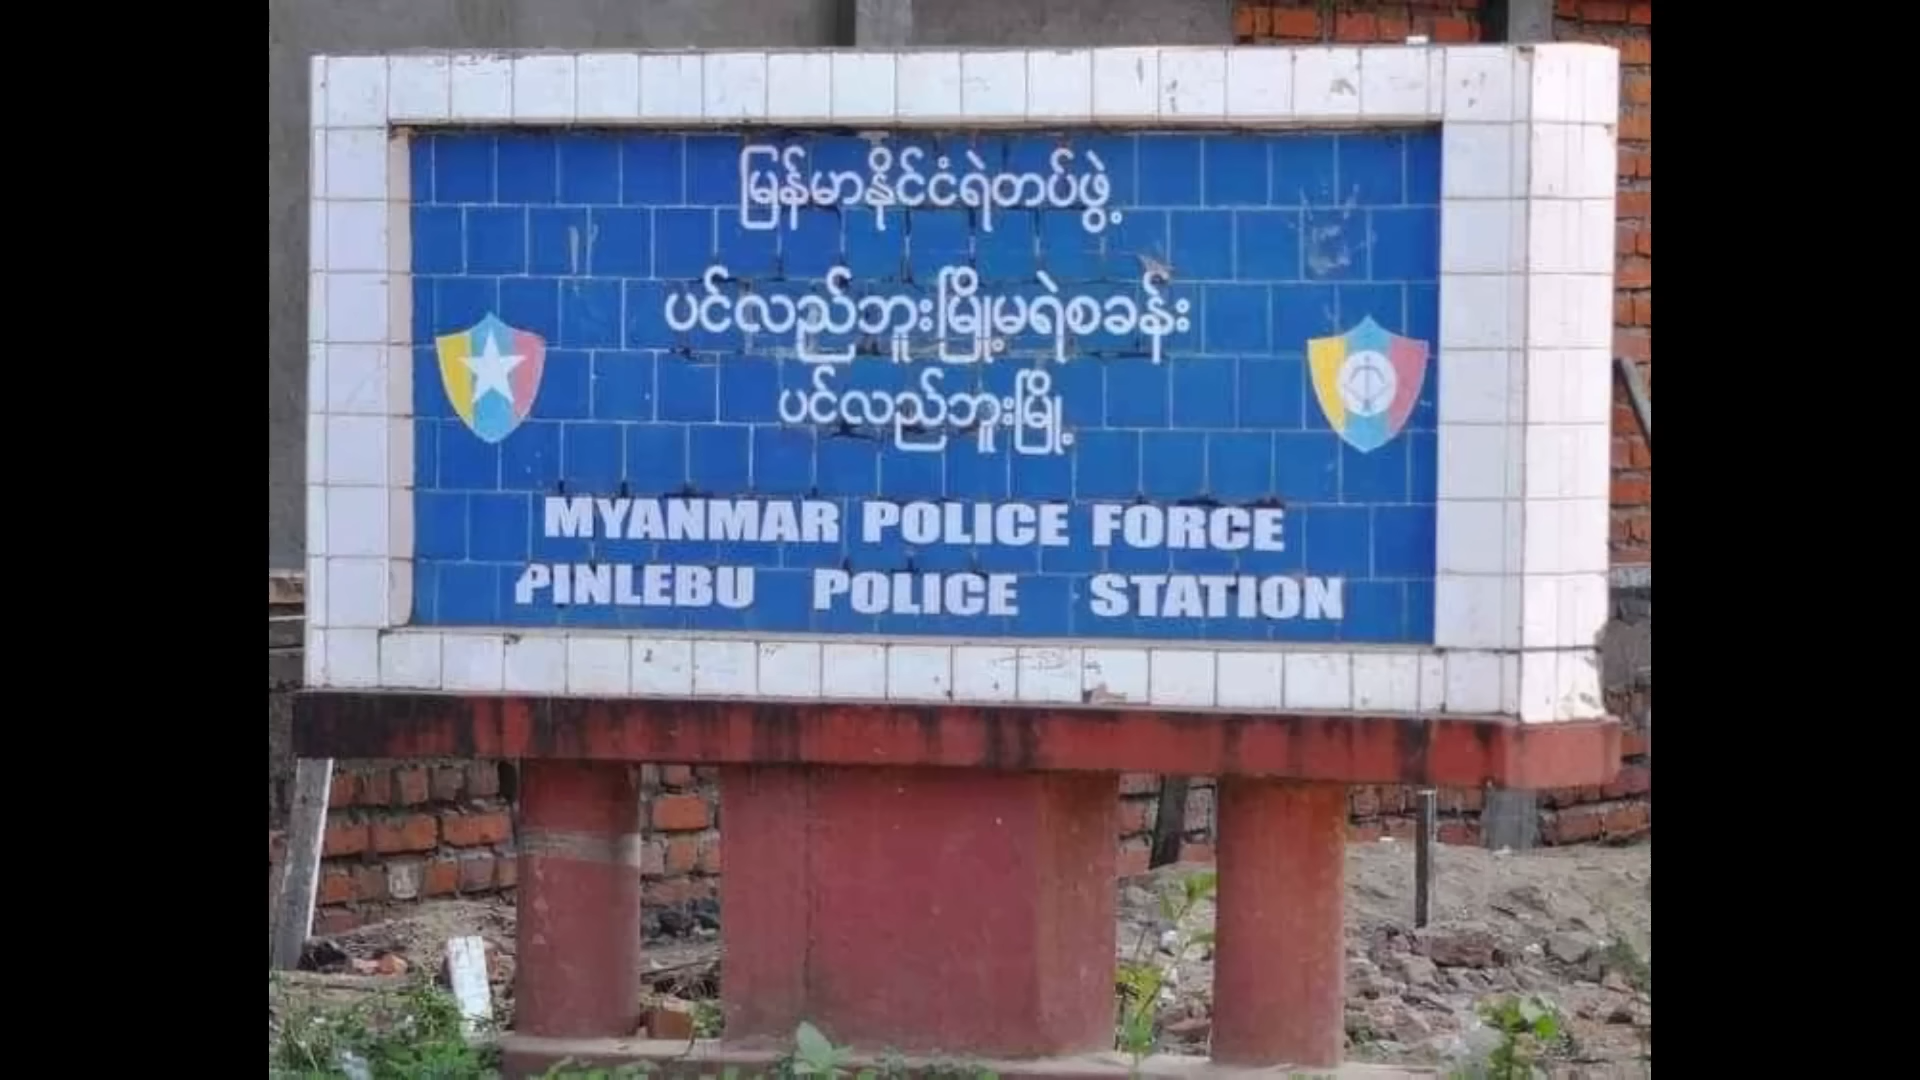 မြန်မာနိုင်ငံရဲတပ်ဖွဲ့
ပင်လည်ဘူးမြို့မရဲစခန်း
ပင်လည်ဘူးမြို့
MYANMAR POLICE FORCE
PINLEBU POLICE STATION